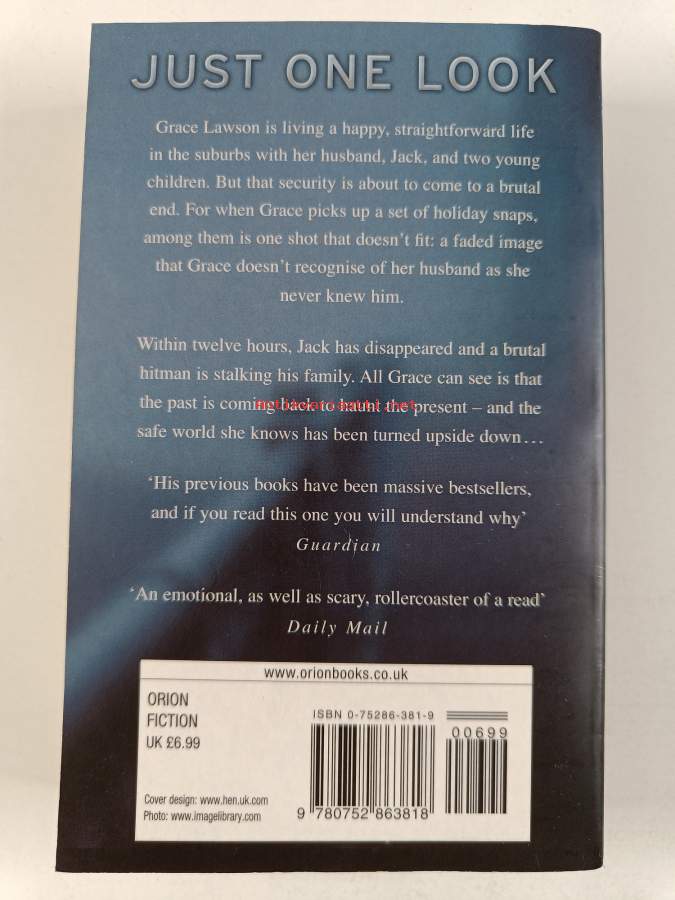 JUST ONE LOOK
Grace Lawson is living a happy, straightforward life
in the suburbs with her husband, Jack, and two young
children. But that security is about to come to a brutal
end. For when Grace picks up a set of holiday snaps,
among them is one shot that doesn't fit: a faded image
that Grace doesn't recognise of her husband as she
never knew him.
Within twelve hours, Jack has disappeared and a brutal
hitman is stalking his family. All Grace can see is that
the past is coming back to haunt the present – and the
safe world she knows has been turned upside down...
'His previous books have been massive bestsellers,
and if you read this one you will understand why'
Guardian
'An emotional, as well as scary, rollercoaster of a read'
Daily Mail
www.orionbooks.co.uk
ORION
FICTION
UK £6.99
ISBN 0-75286-381-9
00699
Cover design: www.hen.uk.com
Photo: www.imagelibrary.com
9 780752 863818